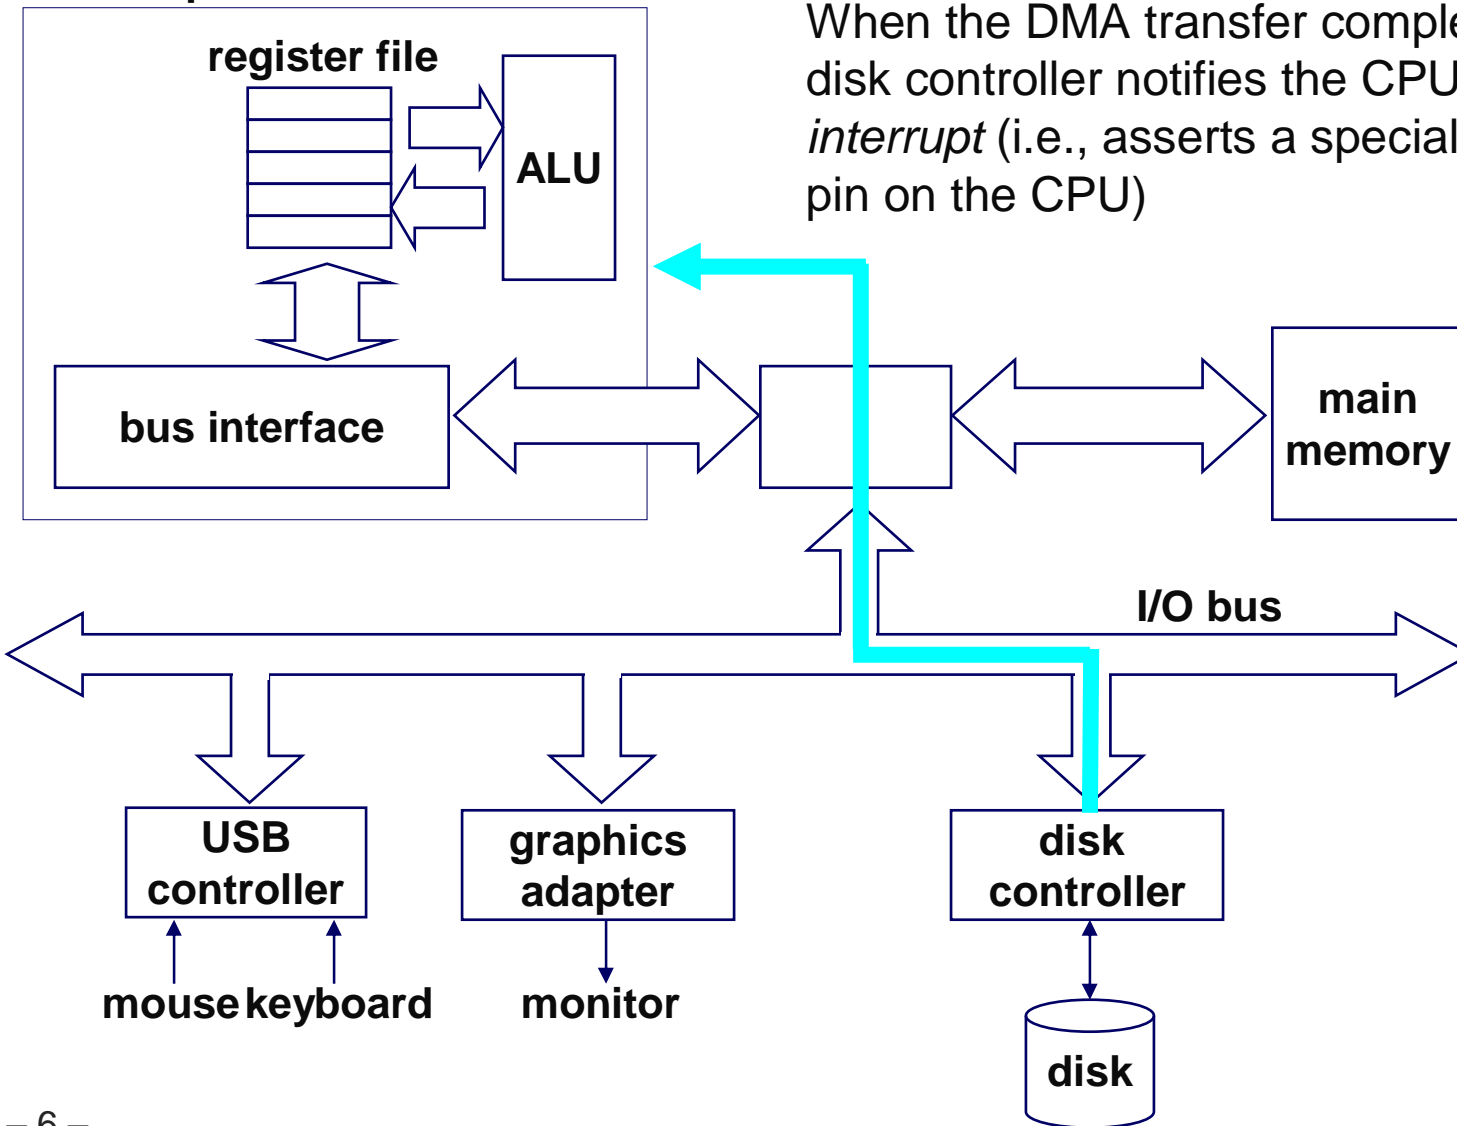 When the DMA transfer
disk controller notifies the CPU
interrupt (i.e., asserts a special
pin on the CPU)
register file
ALU
bus interface
main
memory
I/O bus
USB
controller
graphics
adapter
disk
controller
mouse keyboard
monitor
disk
– 6 –